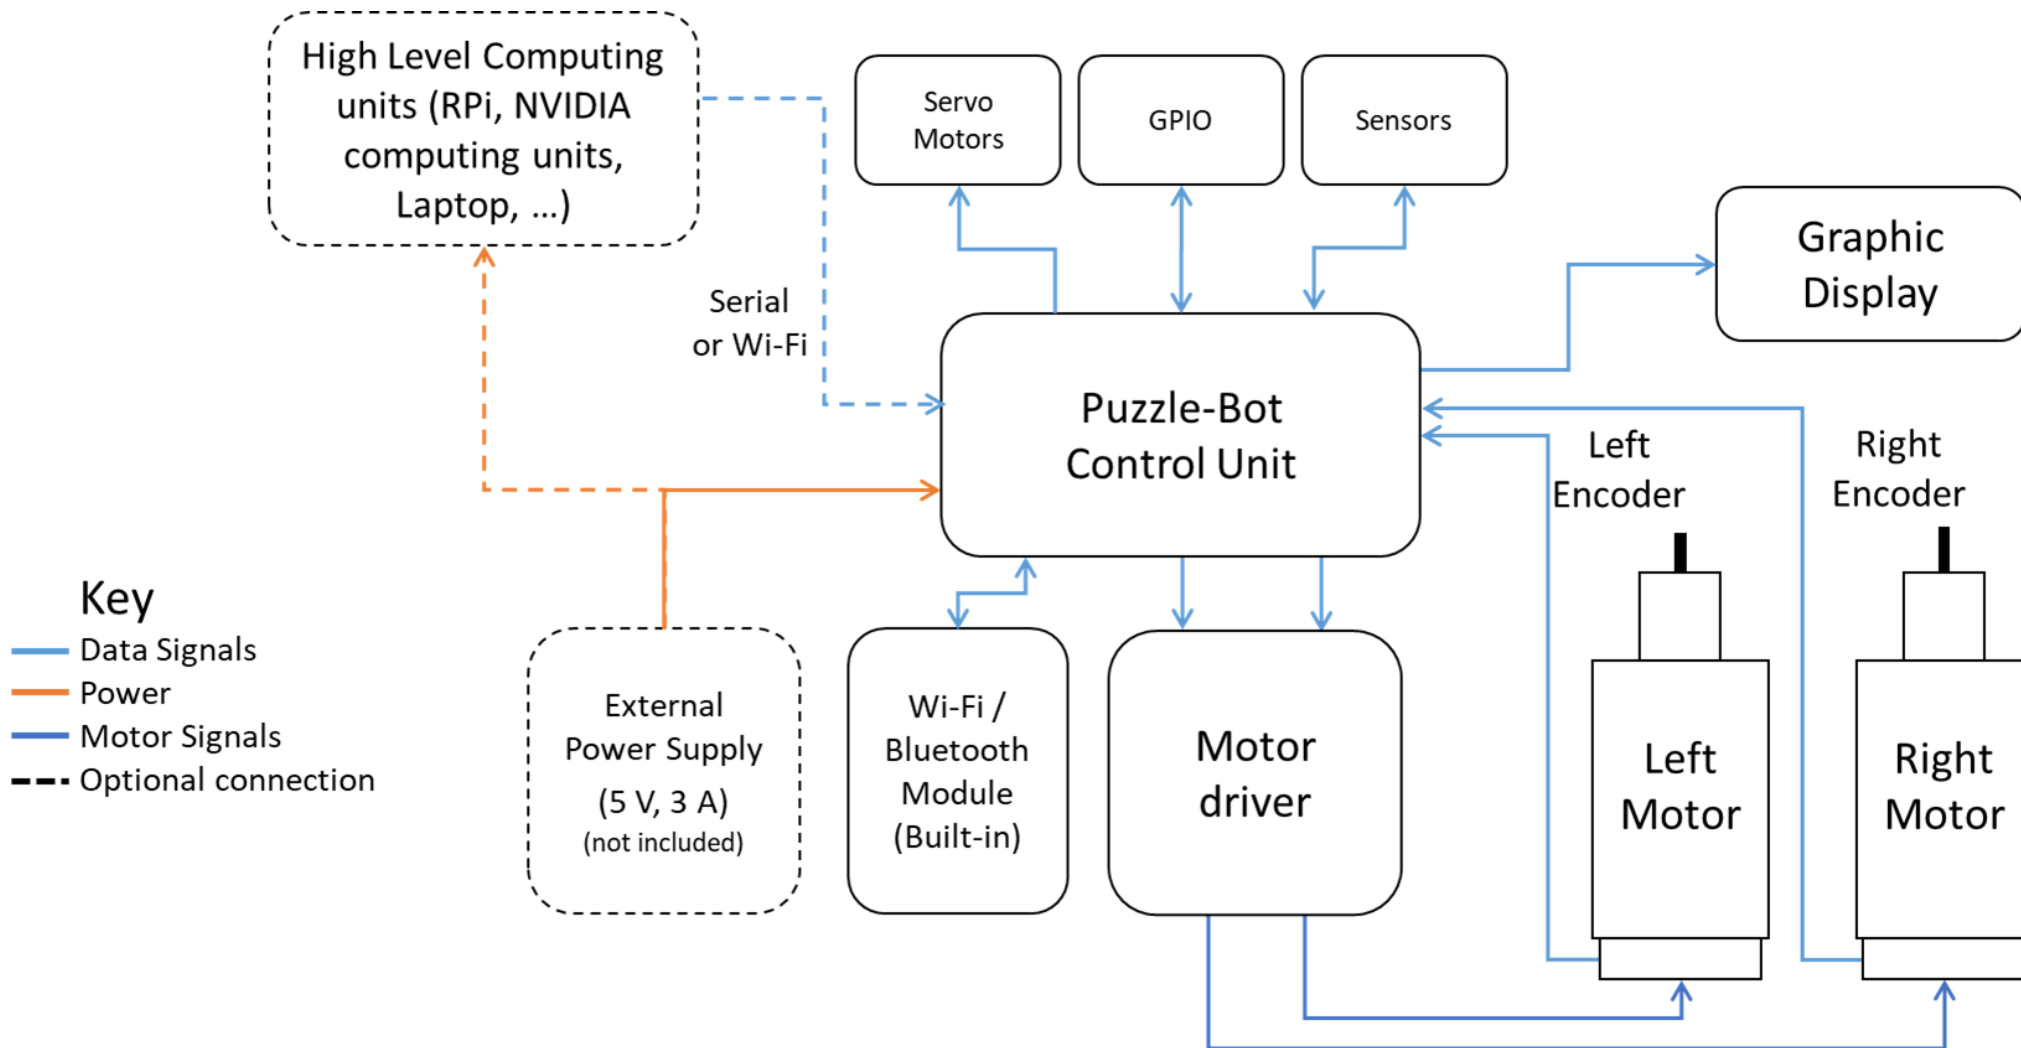 High Level Computing
units (RPi, NVIDIA
computing units,
Laptop, ...)
Servo
Motors
GPIO
Sensors
Graphic
Display
Serial
or Wi-Fi
Puzzle-Bot
Control Unit
Left
Encoder
Right
Encoder
Key
Data Signals
Power
Motor Signals
Optional connection
External
Power Supply
(5 V, 3 A)
(not included)
Wi-Fi /
Bluetooth
Module
(Built-in)
Motor
driver
Left
Motor
Right
Motor